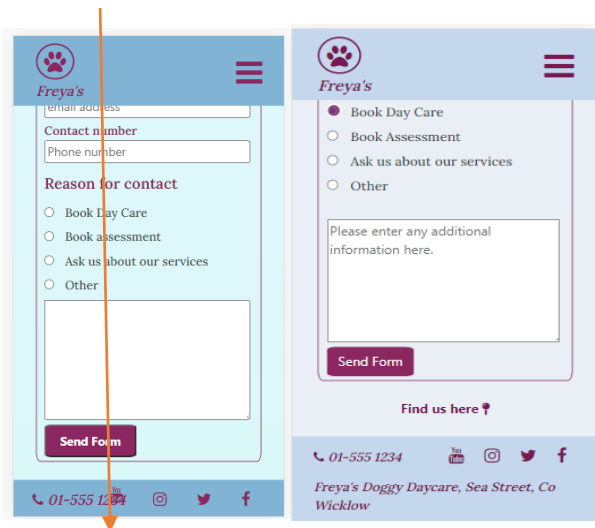 Freya's
email address
Contact number
Phone number
Reason for contact
Book Day Care
Book assessment
Ask us about our services
Other
Send Form
01-555 1234
You
Tube
Freya's
Book Day Care
Book Assessment
Ask us about our services
Other
Please enter any additional
information here.
Send Form
Find us here
01-555 1234
You
Tube
Freya's Doggy Daycare, Sea Street, Co
Wicklow